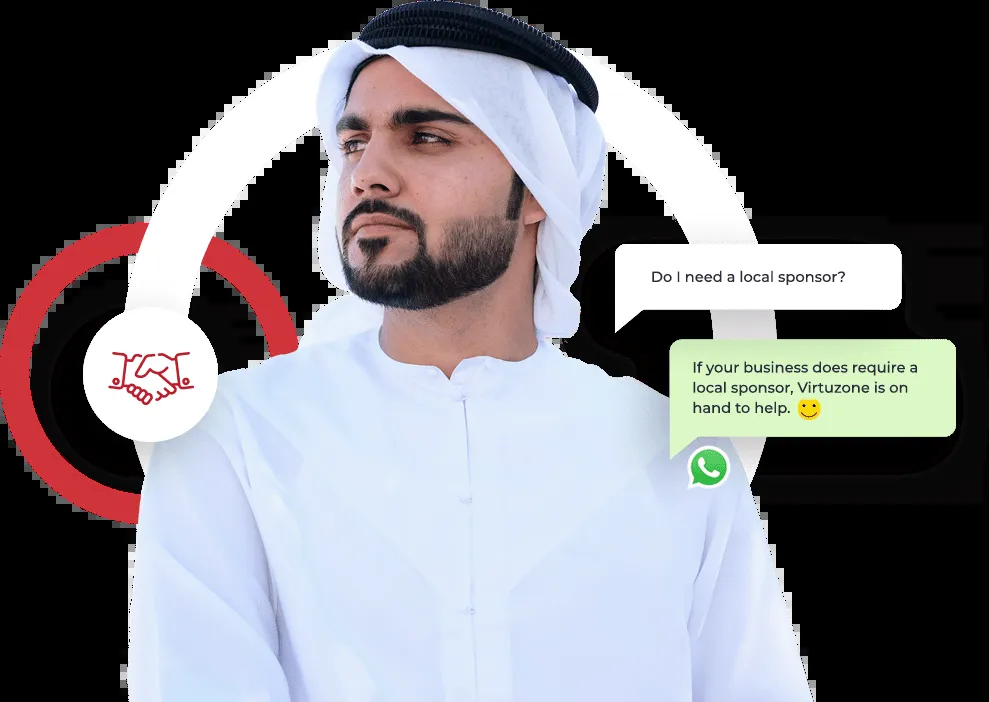 Do I need a local sponsor?
If your business does require a
local sponsor, Virtuzone is on
hand to help.